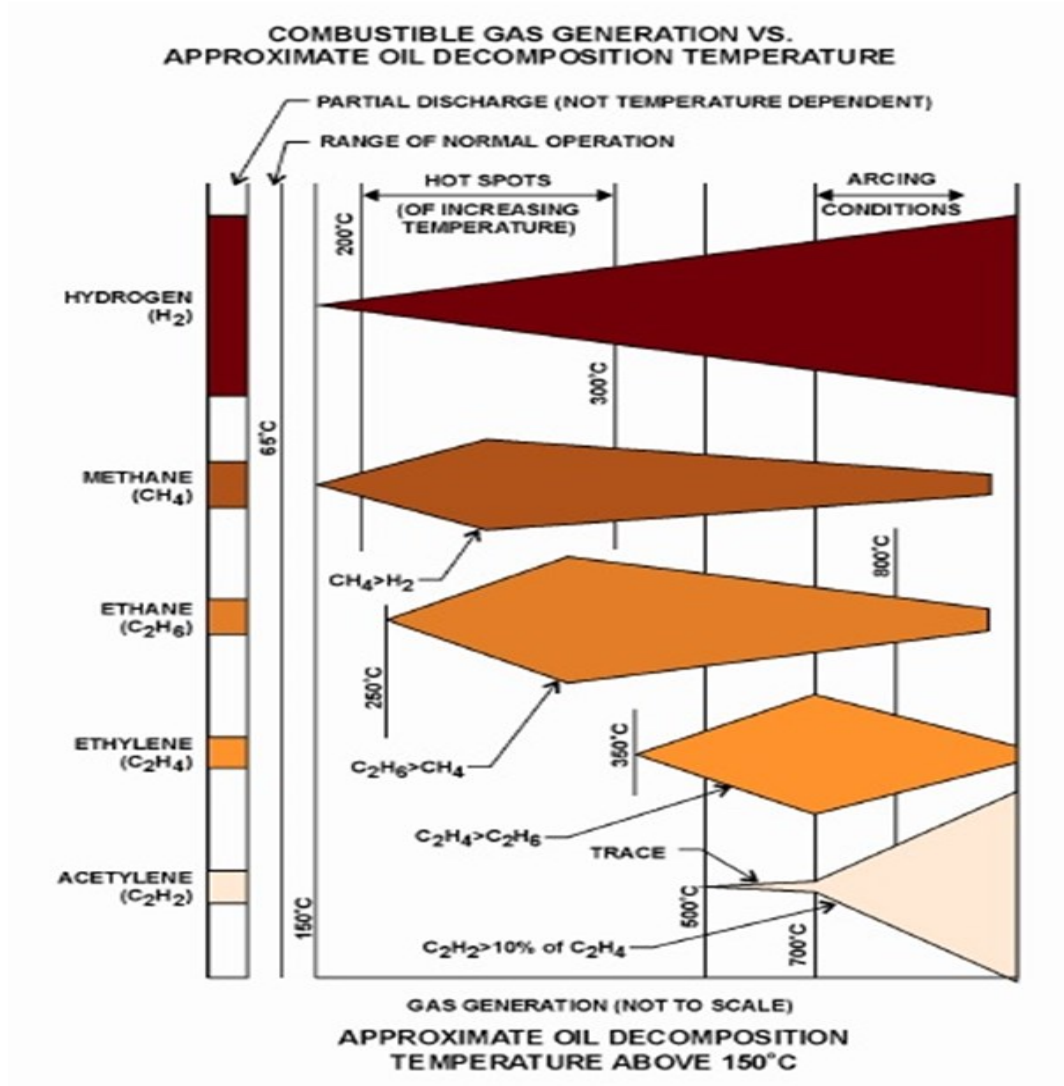 COMBUSTIBLE GAS GENERATION VS.
APPROXIMATE OIL DECOMPOSITION TEMPERATURE
PARTIAL DISCHARGE (NOT TEMPERATURE DEPENDENT)
RANGE OF NORMAL OPERATION
HOT SPOTS
(OF INCREASING
TEMPERATURE)
ARCING
CONDITIONS
200°C
HYDROGEN
(H2)
300°C
65°C
METHANE
(CH4)
CH4>H2
800°C
ETHANE
(C2H6)
250°C
C2H6>CH4
350°C
ETHYLENE
(C2H4)
C2H4>C2H6
TRACE
ACETYLENE
(C2H2)
150°C
500°C
700°C
C2H2>10% of C2H4
GAS GENERATION (NOT TO SCALE)
APPROXIMATE OIL DECOMPOSITION
TEMPERATURE ABOVE 150°C